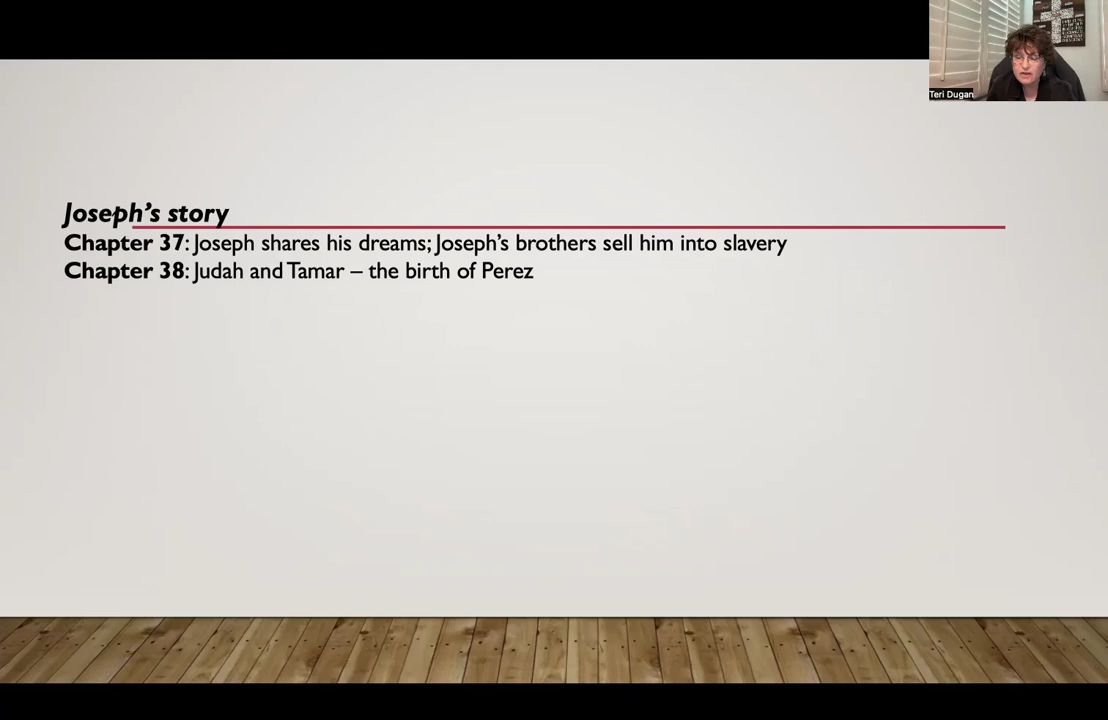 Teri Dugan
Joseph’s story
Chapter 37: Joseph shares his dreams; Joseph’s brothers sell him into slavery
Chapter 38: Judah and Tamar – the birth of Perez